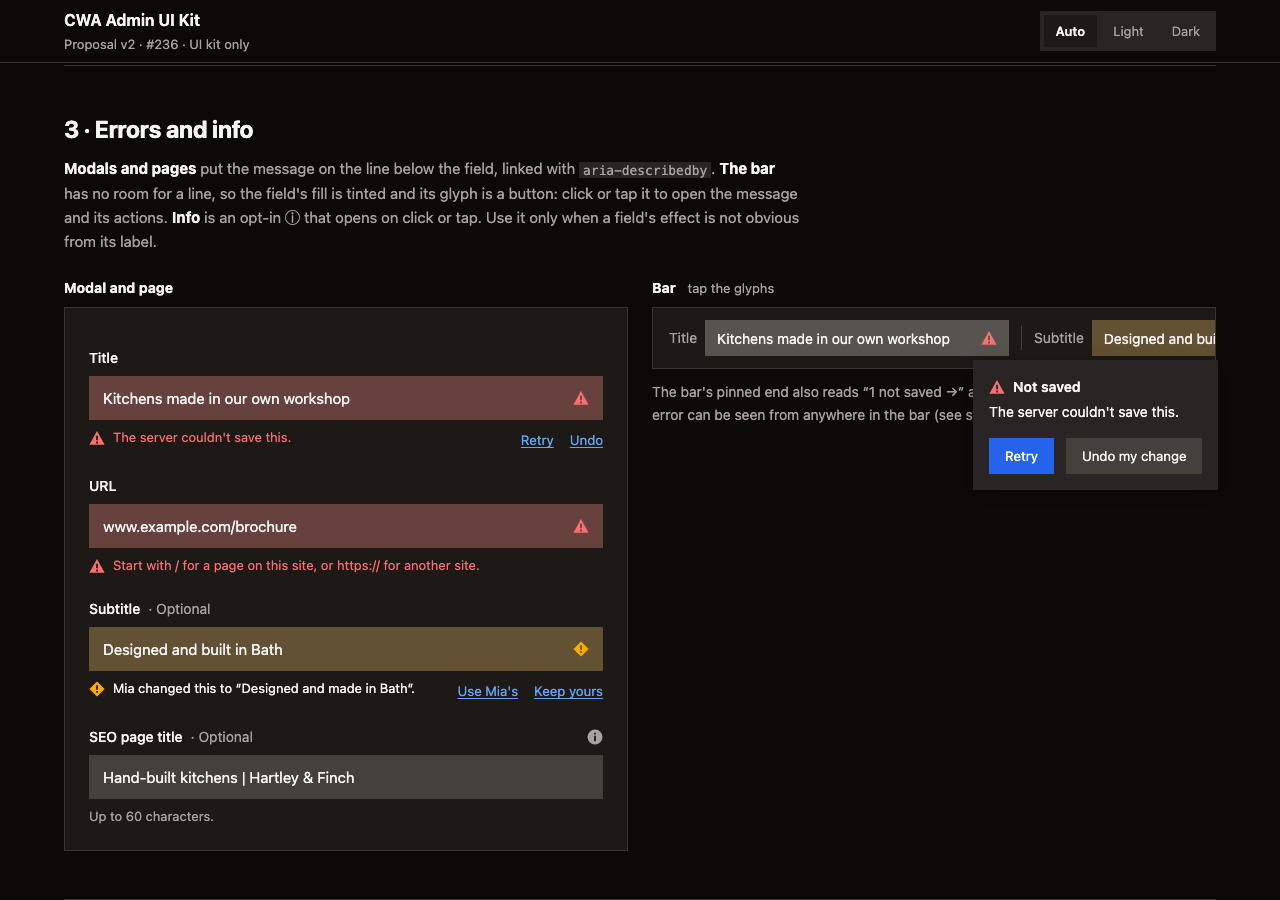 CWA Admin UI Kit
Proposal v2 · #236 · UI kit only
Auto
Light
Dark
3 · Errors and info
Modals and pages put the message on the line below the field, linked with aria-describedby. The bar
has no room for a line, so the field's fill is tinted and its glyph is a button: click or tap it to open the message
and its actions. Info is an opt-in ⓘ that opens on click or tap. Use it only when a field's effect is not obvious
from its label.
Modal and page
Title
Kitchens made in our own workshop
The server couldn't save this.
Retry
Undo
URL
www.example.com/brochure
Start with / for a page on this site, or https:// for another site.
Subtitle · Optional
Designed and built in Bath
Mia changed this to “Designed and made in Bath”.
Use Mia's
Keep yours
SEO page title · Optional
Hand-built kitchens | Hartley & Finch
Up to 60 characters.
Bar tap the glyphs
Title
Kitchens made in our own workshop
Subtitle
Designed and bui
The bar's pinned end also reads “1 not saved →”
error can be seen from anywhere in the bar (see
Not saved
The server couldn't save this.
Retry
Undo my change